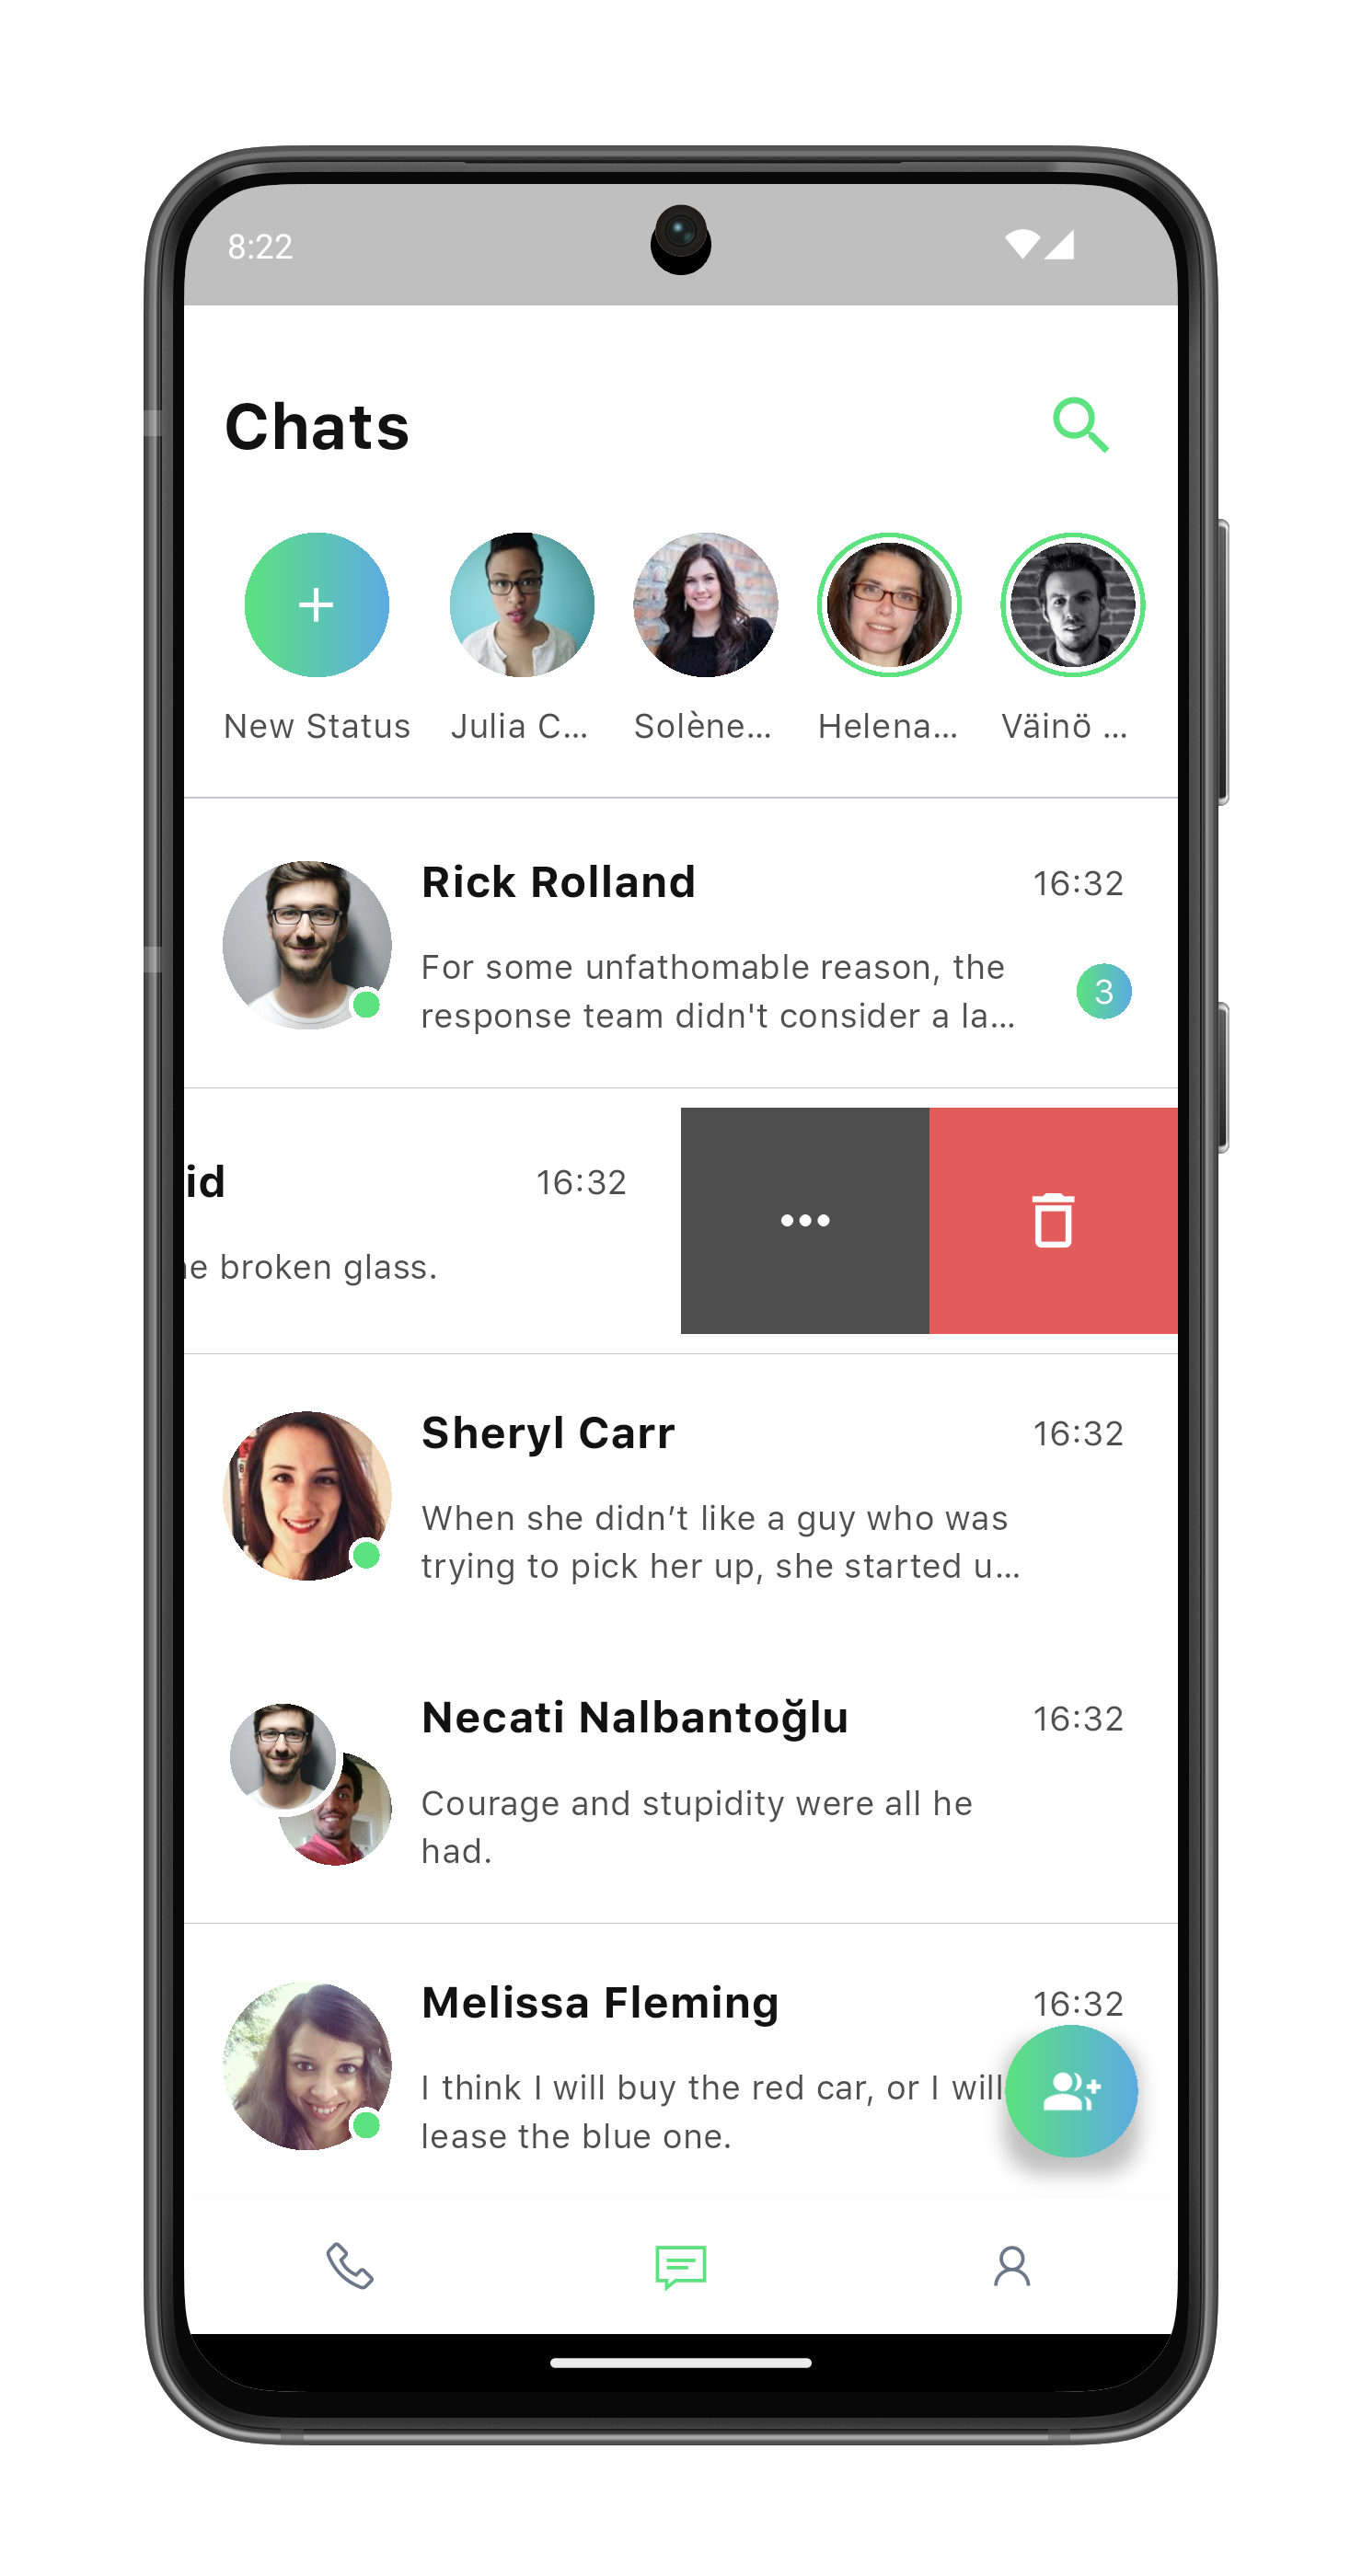 8:22
Chats
New Status
Julia C...
Solène...
Helena...
Väinö ...
Rick Rolland
16:32
For some unfathomable reason, the
response team didn't consider a la...
3
id
16:32
e broken glass.
Sheryl Carr
16:32
When she didn’t like a guy who was
trying to pick her up, she started u...
Necati Nalbantoğlu
16:32
Courage and stupidity were all he
had.
Melissa Fleming
16:32
I think I will buy the red car, or I will
lease the blue one.